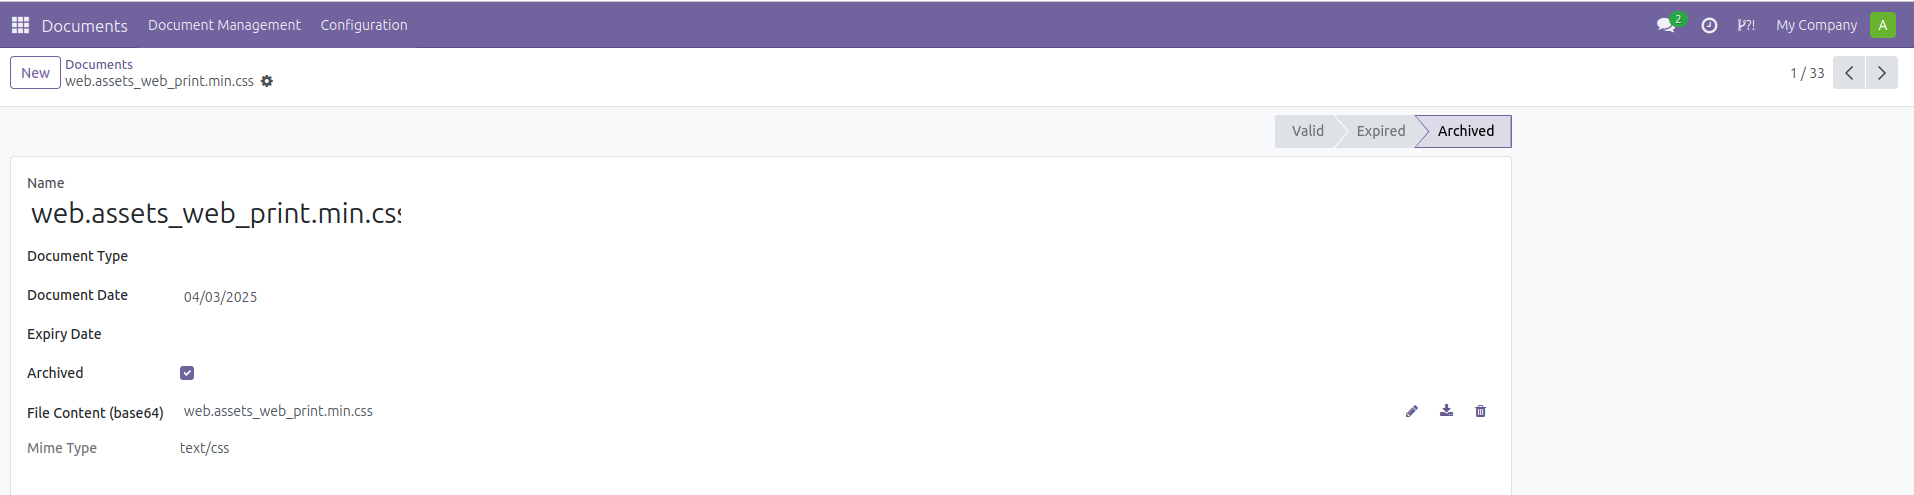 Documents Document Management Configuration 2 ?! My Company A
New Documents
web.assets_web_print.min.css
1 / 33
Valid Expired Archived
Name
web.assets_web_print.min.css
Document Type
Document Date 04/03/2025
Expiry Date
Archived
File Content (base64) web.assets_web_print.min.css
Mime Type text/css